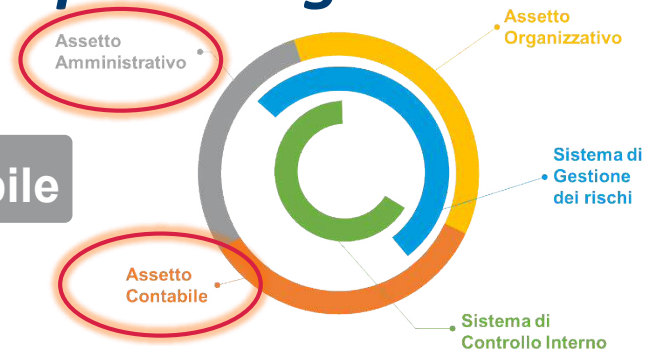 Assetto
Amministrativo
Assetto
Organizzativo
bile
Sistema di
Gestione
dei rischi
Assetto
Contabile
Sistema di
Controllo Interno